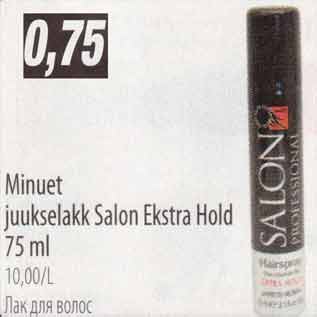 0,75
Minuet
juukselakk Salon Ekstra Hold
75 ml
10,00/L
Лак для волос
SALON
PROFESSIONAL
Hairspray